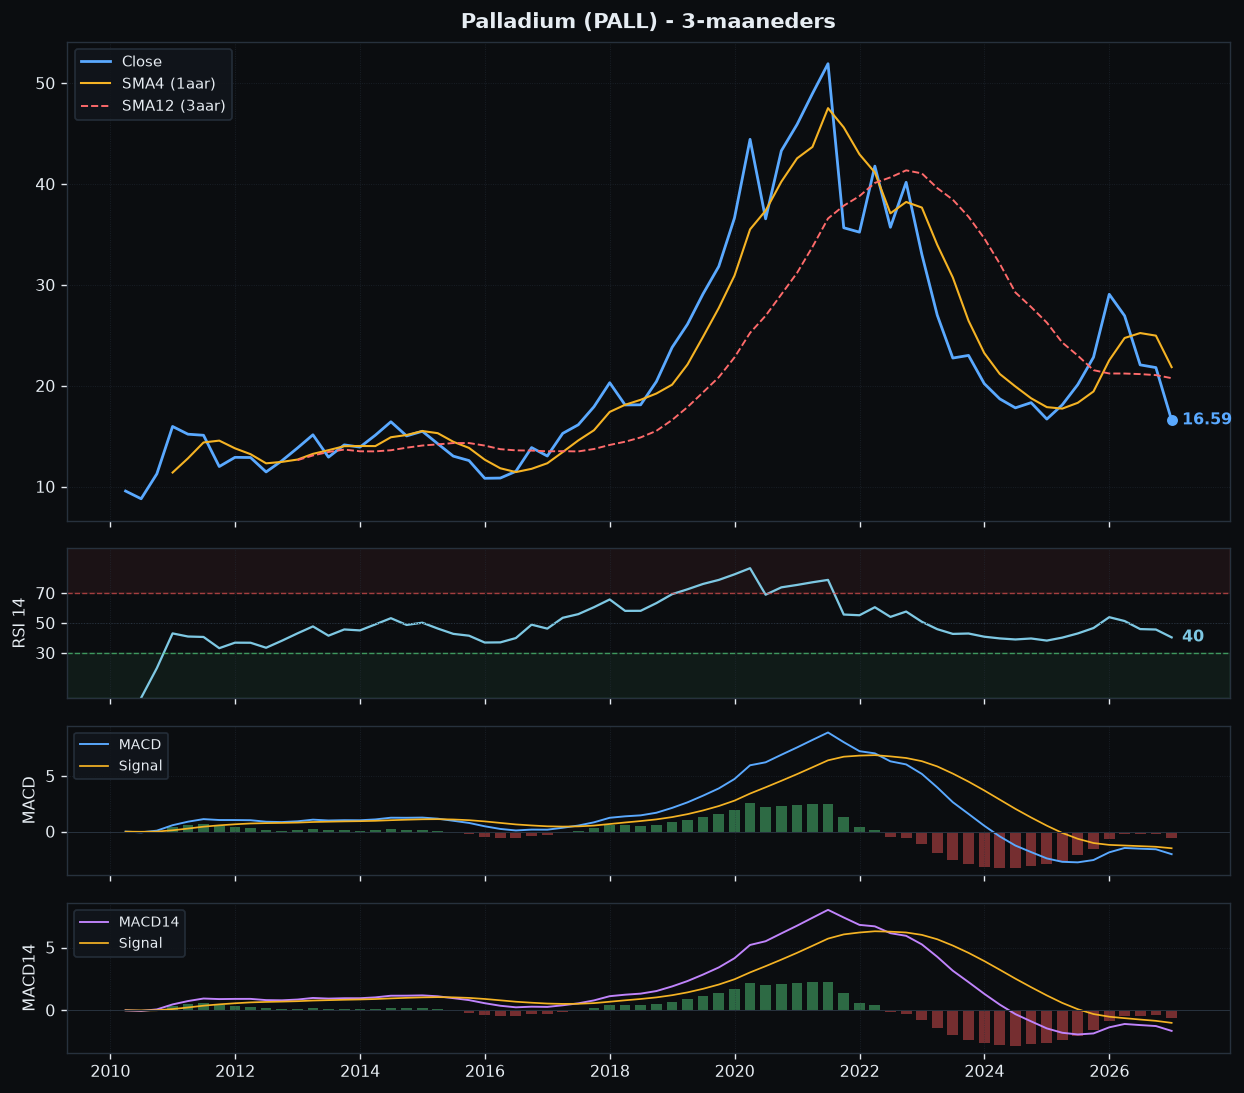 Palladium (PALL) - 3-maaneders
Close
SMA4 (1aar)
SMA12 (3aar)
50
40
30
20
10
16.59
RSI 14
70
50
30
40
MACD
MACD
Signal
5
0
MACD14
MACD14
Signal
5
0
2010 2012 2014 2016 2018 2020 2022 2024 2026